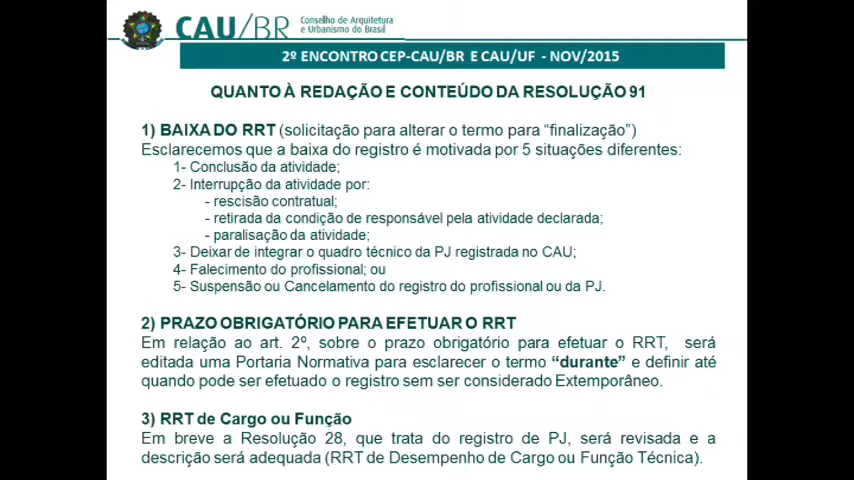 CAU/BR
Conselho de Arquitetura
e Urbanismo do Brasil
2º ENCONTRO CEP-CAU/BR E CAU/UF - NOV/2015
QUANTO À REDAÇÃO E CONTEÚDO DA RESOLUÇÃO 91
1) BAIXA DO RRT (solicitação para alterar o termo para “finalização”)
Esclarecemos que a baixa do registro é motivada por 5 situações diferentes:
1- Conclusão da atividade;
2- Interrupção da atividade por:
- rescisão contratual;
- retirada da condição de responsável pela atividade declarada;
- paralisação da atividade;
3- Deixar de integrar o quadro técnico da PJ registrada no CAU;
4- Falecimento do profissional; ou
5- Suspensão ou Cancelamento do registro do profissional ou da PJ.
2) PRAZO OBRIGATÓRIO PARA EFETUAR O RRT
Em relação ao art. 2º, sobre o prazo obrigatório para efetuar o RRT, será
editada uma Portaria Normativa para esclarecer o termo “durante” e definir até
quando pode ser efetuado o registro sem ser considerado Extemporâneo.
3) RRT de Cargo ou Função
Em breve a Resolução 28, que trata do registro de PJ, será revisada e a
descrição será adequada (RRT de Desempenho de Cargo ou Função Técnica).